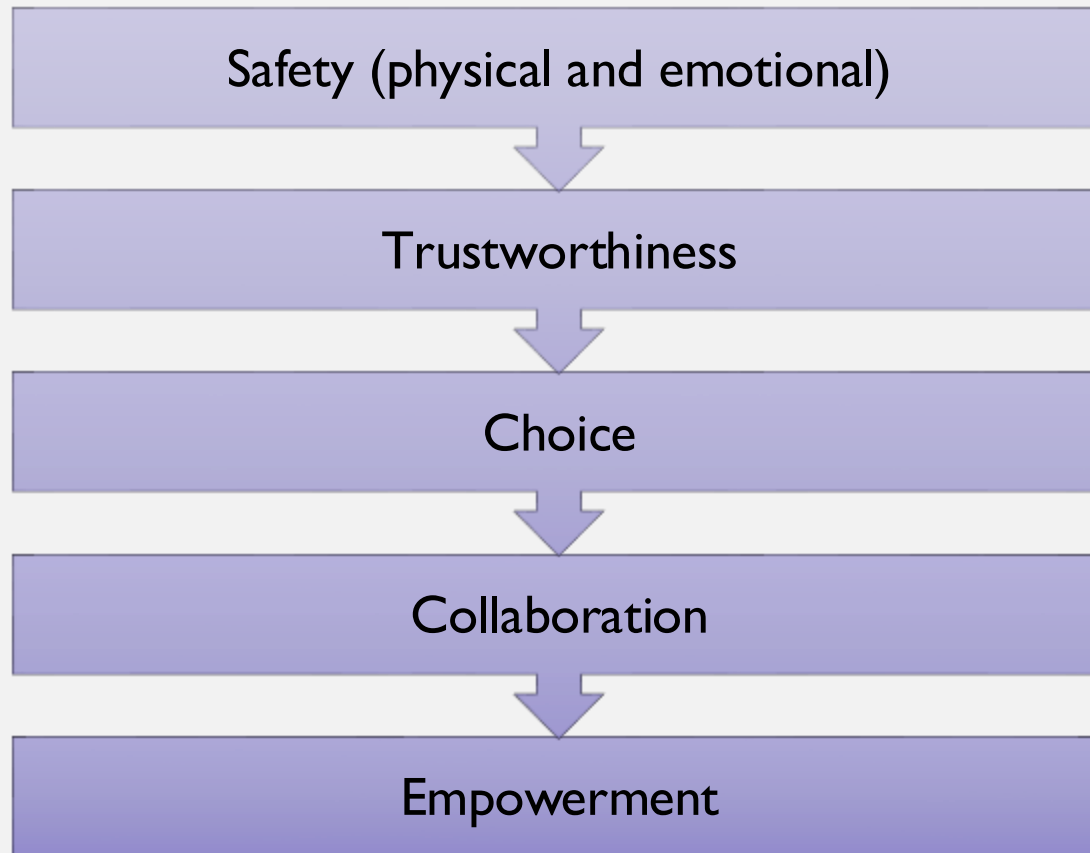 Safety (physical and emotional)
Trustworthiness
Choice
Collaboration
Empowerment